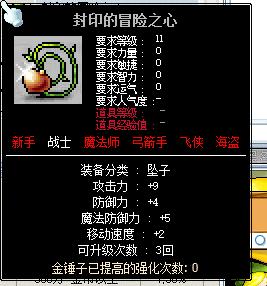 封印的冒险之心
要求等级: 11
要求力量: 0
要求敏捷: 0
要求智力: 0
要求运气: 0
要求人气度: -
道具等级: -
道具经验值: -
新手 战士 魔法师 弓箭手 飞侠 海盗
装备分类 : 坠子
攻击力 : +9
防御力 : +4
魔法防御力 : +5
移动速度 : +2
可升级次数 : 3回
金锤子已提高的强化次数: 0